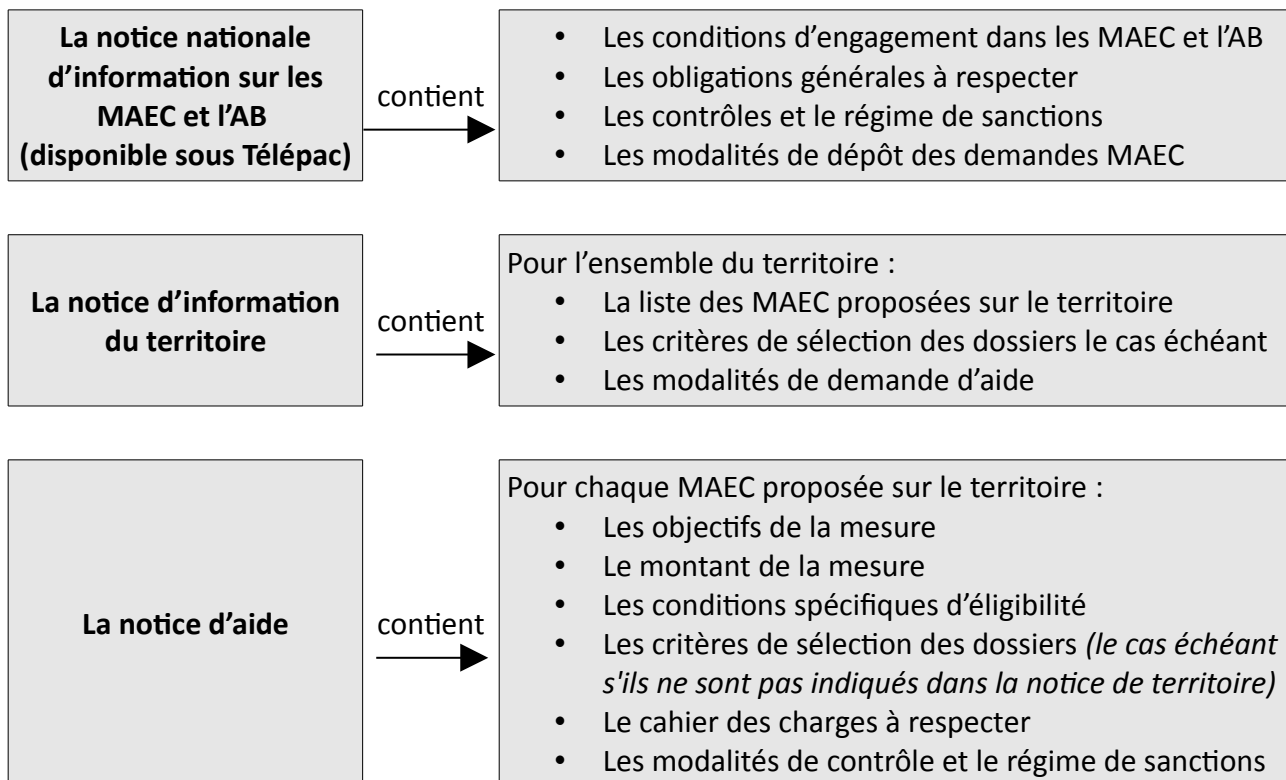 La notice nationale
d’information sur les
MAEC et l’AB
(disponible sous Télépac)
contient
• Les conditions d’engagement dans les MAEC et l’AB
• Les obligations générales à respecter
• Les contrôles et le régime de sanctions
• Les modalités de dépôt des demandes MAEC
La notice d’information
du territoire
contient
Pour l’ensemble du territoire :
• La liste des MAEC proposées sur le territoire
• Les critères de sélection des dossiers le cas échéant
• Les modalités de demande d’aide
La notice d’aide
contient
Pour chaque MAEC proposée sur le territoire :
• Les objectifs de la mesure
• Le montant de la mesure
• Les conditions spécifiques d’éligibilité
• Les critères de sélection des dossiers (le cas échéant
s'ils ne sont pas indiqués dans la notice de territoire)
• Le cahier des charges à respecter
• Les modalités de contrôle et le régime de sanctions